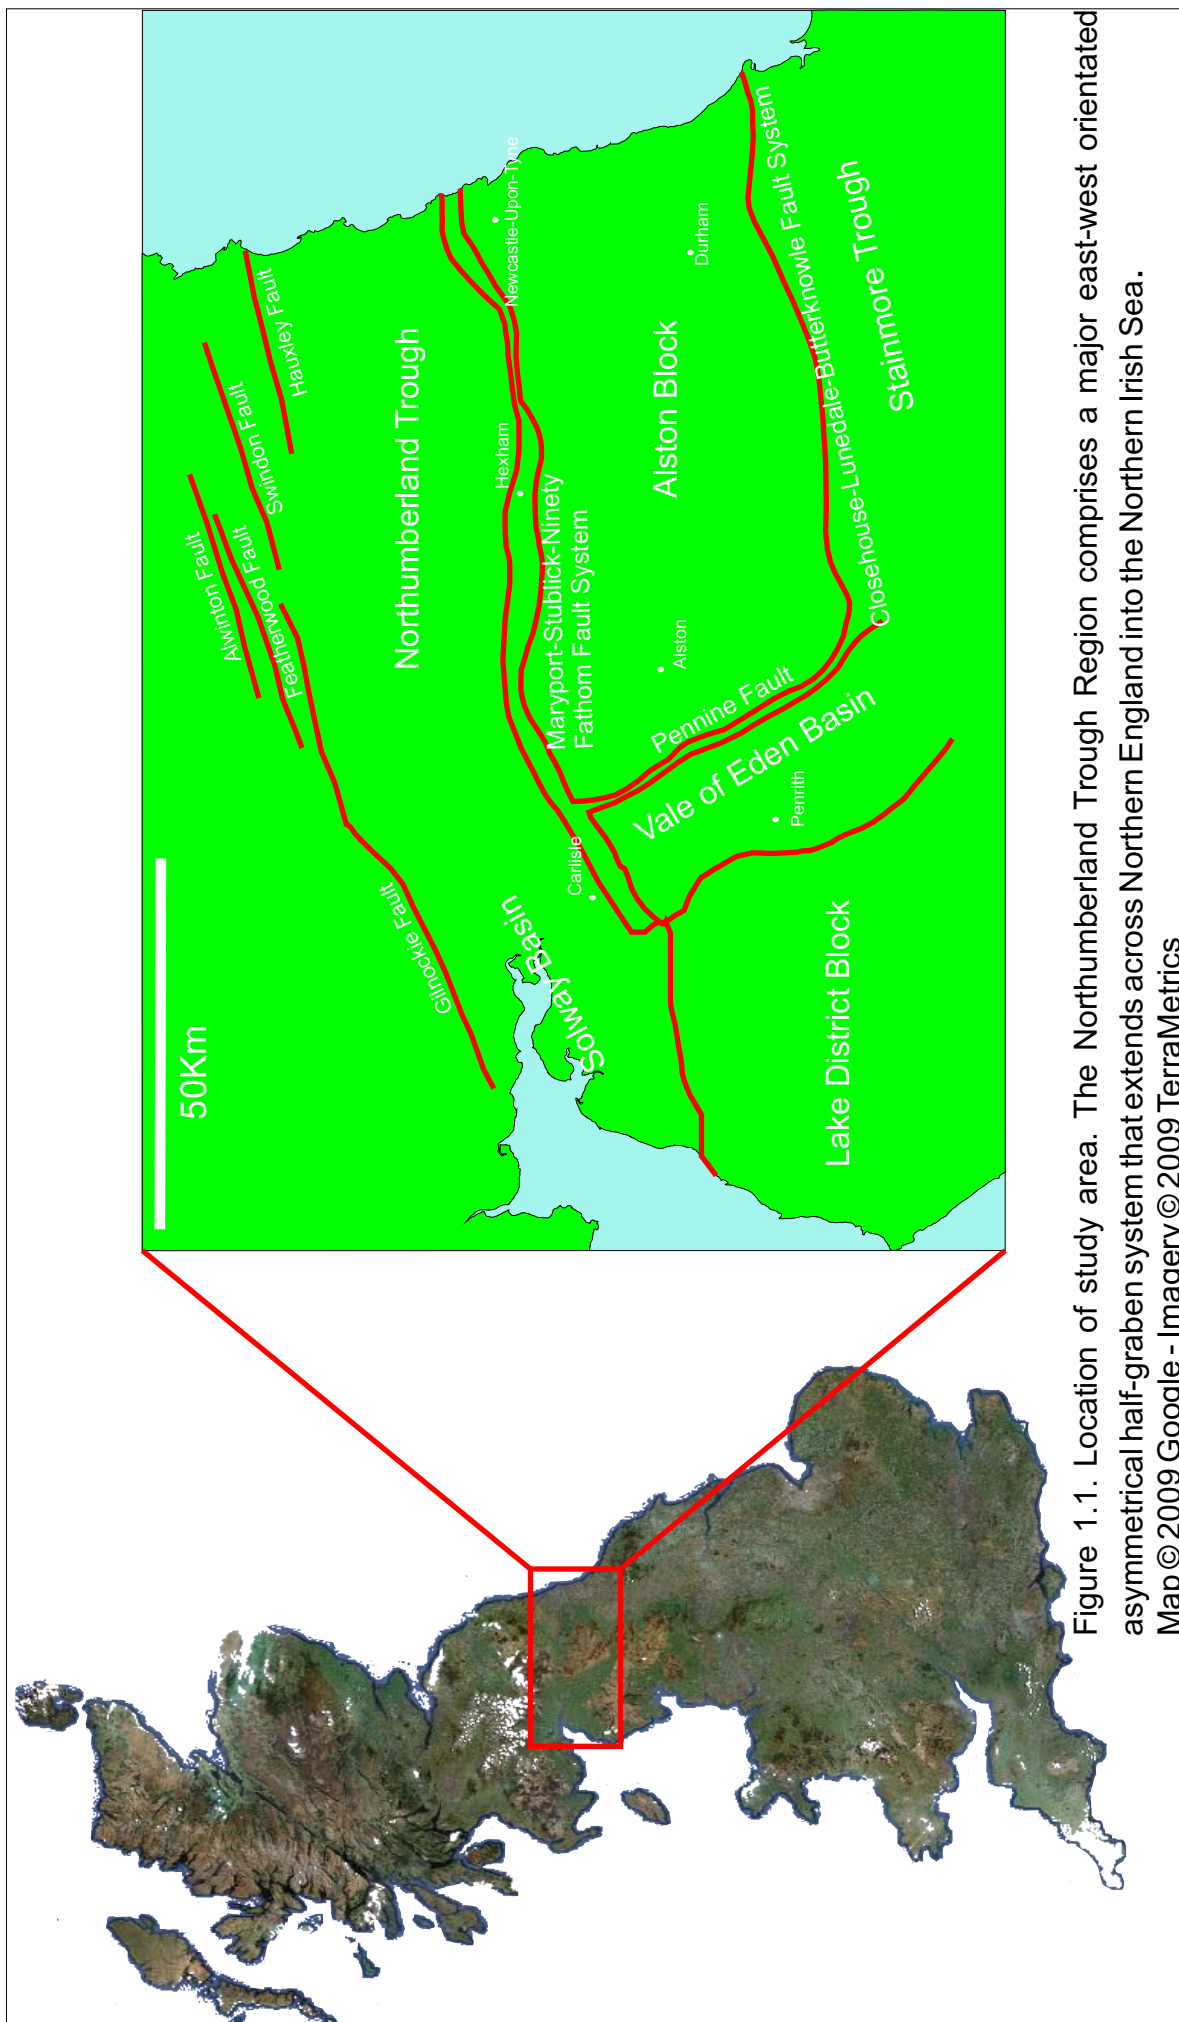 50Km
Alwinton Fault
Featherwood Fault
Swindon Fault
Hauxley Fault
Gilnockie Fault
Northumberland Trough
Solway Basin
Hexham
Newcastle-Upon-Tyne
Maryport-Stublick-Ninety
Fathom Fault System
Carlisle
Alston Block
Durham
Alston
Pennine Fault
Vale of Eden Basin
Penrith
Closehouse-Lunedale-Butterknowle Fault System
Lake District Block
Stainmore Trough
Figure 1.1. Location of study area. The Northumberland Trough Region comprises a major east-west orientated
asymmetrical half-graben system that extends across Northern England into the Northern Irish Sea.
Map © 2009 Google - Imagery © 2009 TerraMetrics